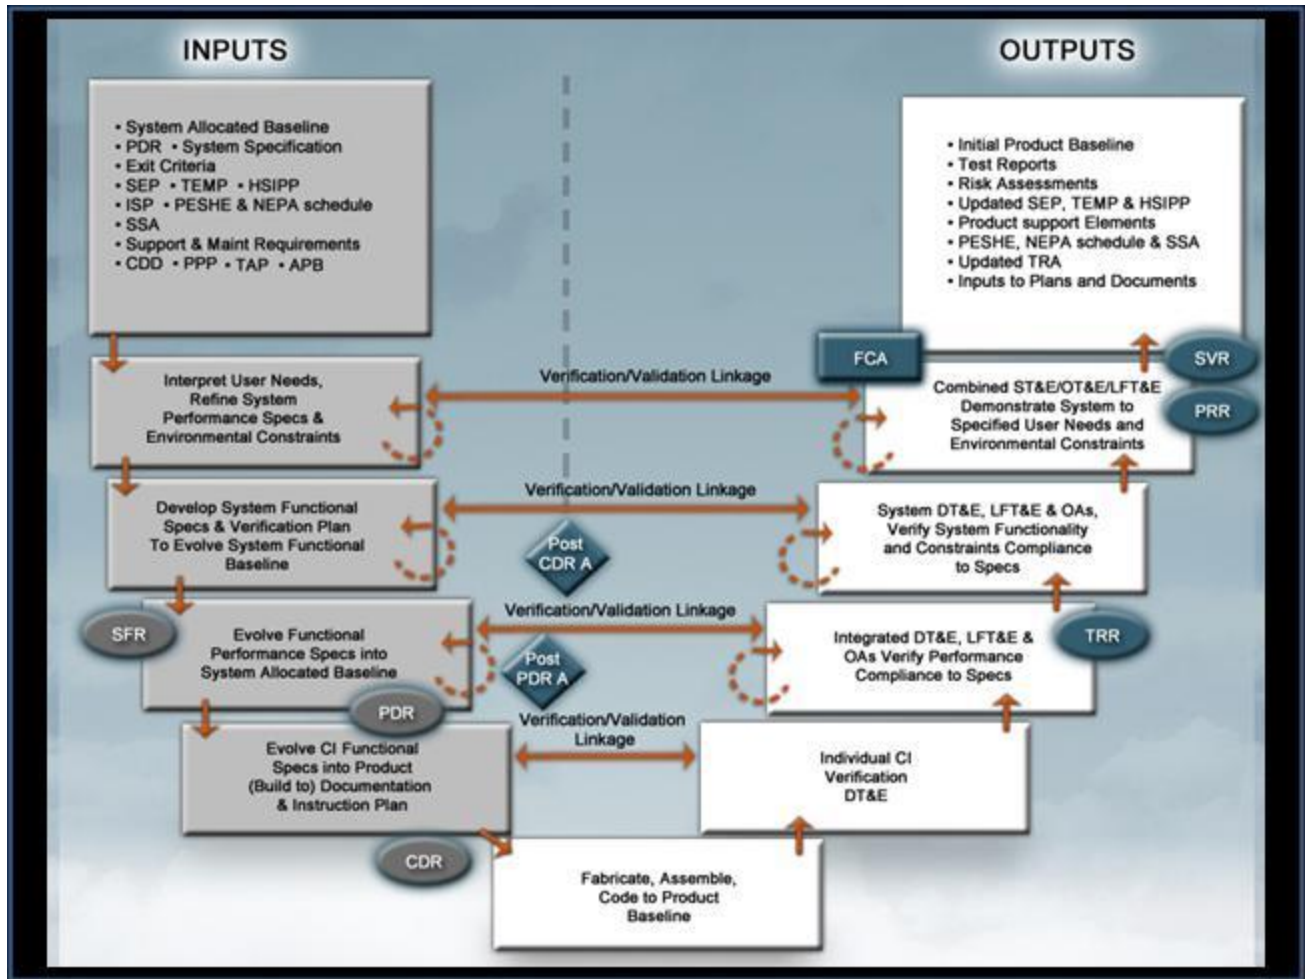 INPUTS
OUTPUTS
• System Allocated Baseline
• PDR • System Specification
• Exit Criteria
• SEP • TEMP • HSIPP
• ISP • PESHE & NEPA schedule
• SSA
• Support & Maint Requirements
• CDD • PPP • TAP • APB
• Initial Product Baseline
• Test Reports
• Risk Assessments
• Updated SEP, TEMP & HSIPP
• Product support Elements
• PESHE, NEPA schedule & SSA
• Updated TRA
• Inputs to Plans and Documents
FCA
SVR
PRR
Interpret User Needs,
Refine System
Performance Specs &
Environmental Constraints
Verification/Validation Linkage
Combined ST&E/OT&E/LFT&E
Demonstrate System to
Specified User Needs and
Environmental Constraints
Develop System Functional
Specs & Verification Plan
To Evolve System Functional
Baseline
Verification/Validation Linkage
Post
CDR A
System DT&E, LFT&E & OAs,
Verify System Functionality
and Constraints Compliance
to Specs
SFR
Evolve Functional
Performance Specs into
System Allocated Baseline
Verification/Validation Linkage
Post
PDR A
Integrated DT&E, LFT&E &
OAs Verify Performance
Compliance to Specs
TRR
PDR
Evolve CI Functional
Specs into Product
(Build to) Documentation
& Instruction Plan
Verification/Validation
Linkage
Individual CI
Verification
DT&E
CDR
Fabricate, Assemble,
Code to Product
Baseline